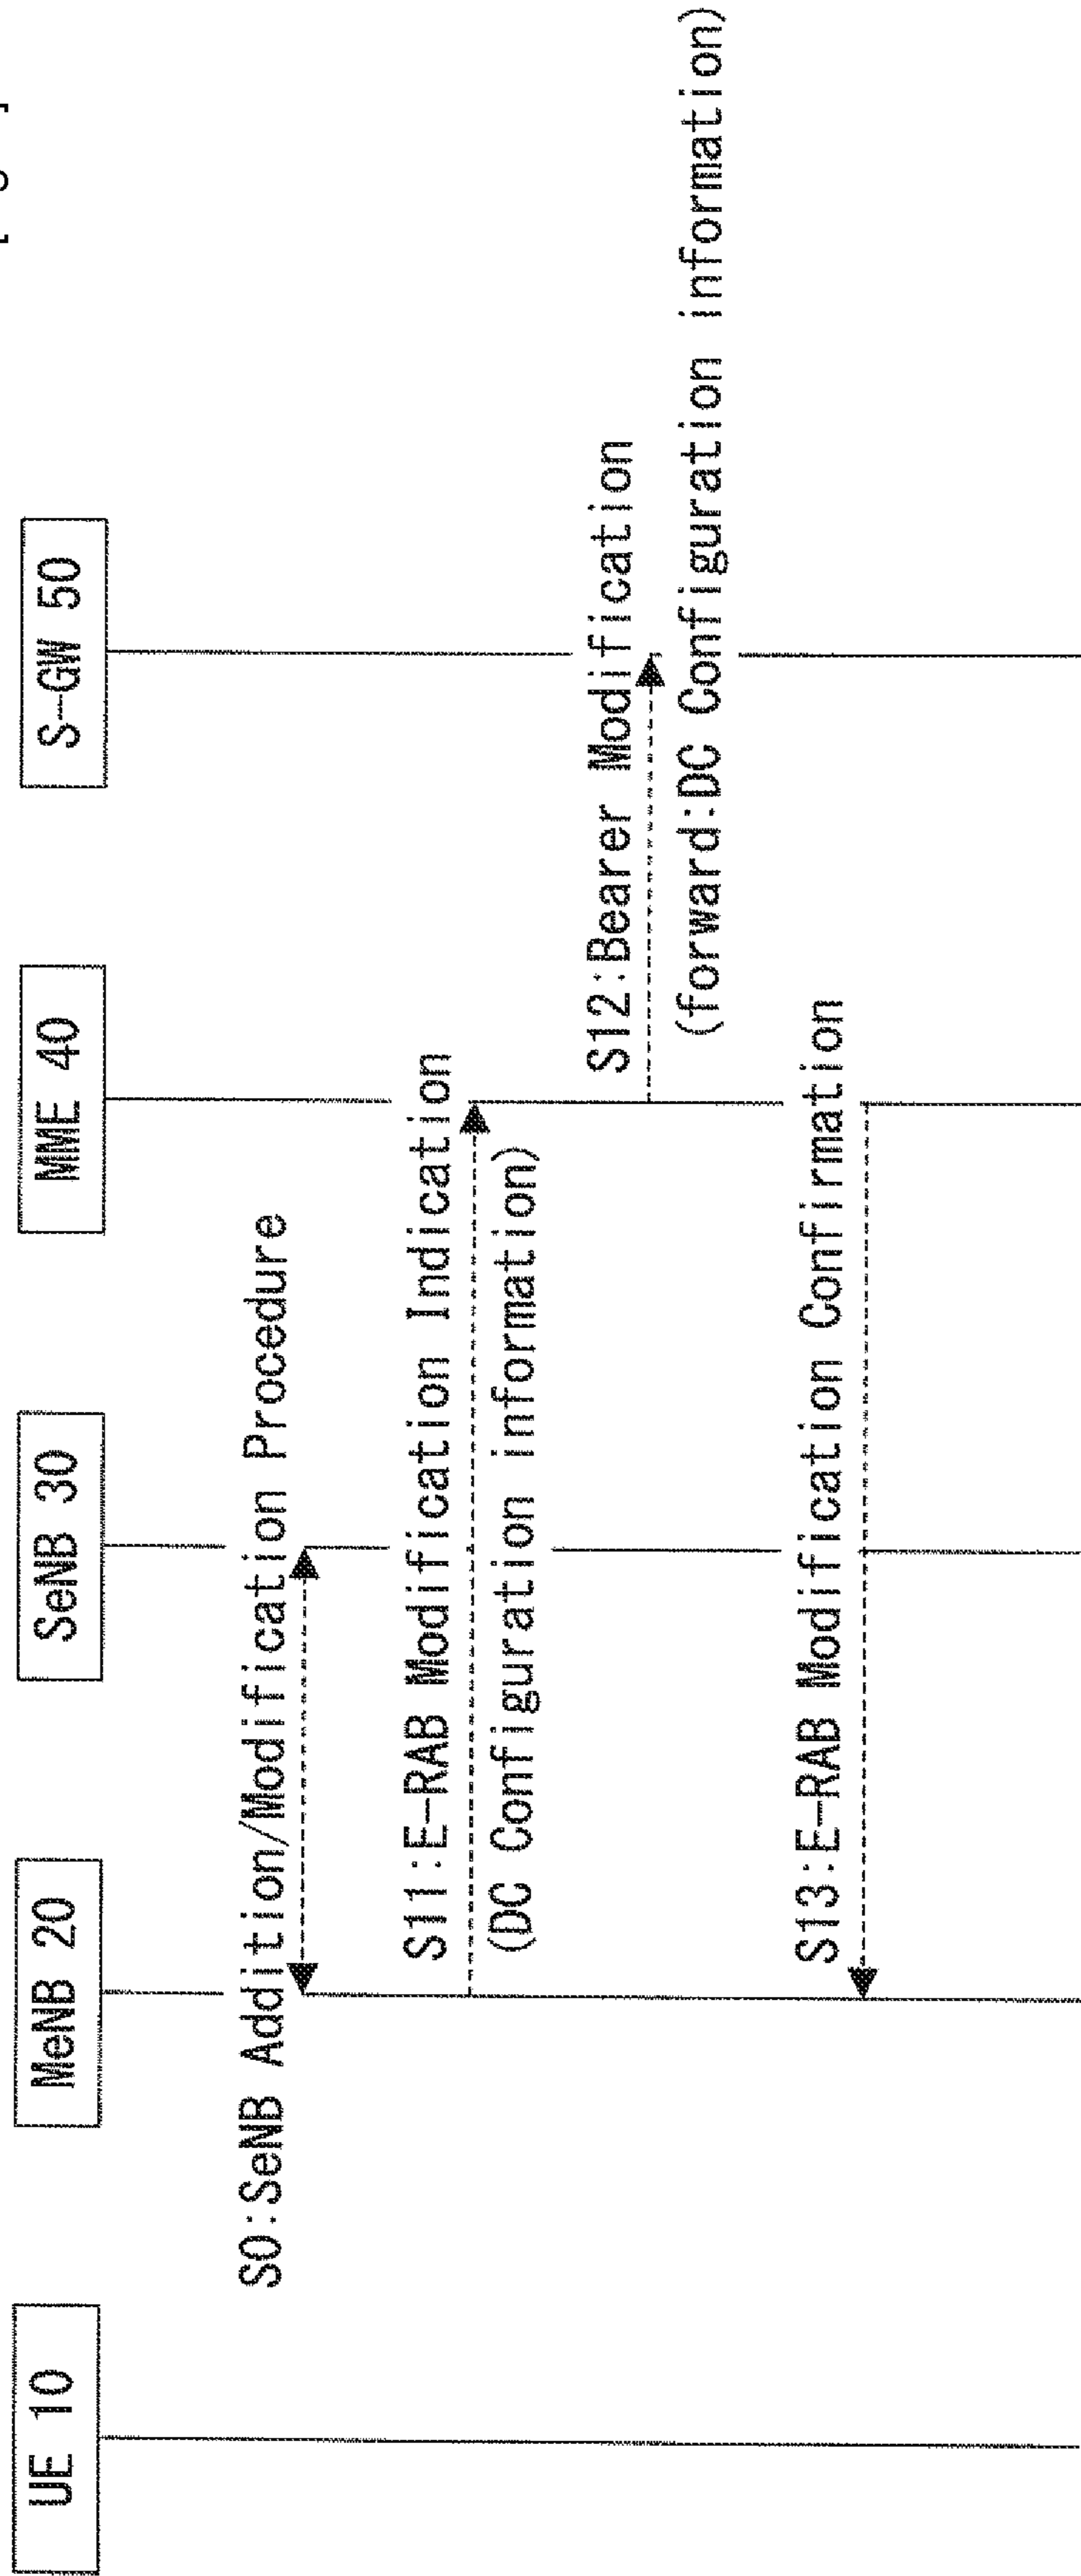 UE 10
MeNB 20
SeNB 30
MME 40
S-GW 50
S0:SeNB Addition/Modification Procedure
S11:E-RAB Modification Indication
(DC Configuration information)
S12:Bearer Modification
(forward:DC Configuration information)
S13:E-RAB Modification Confirmation